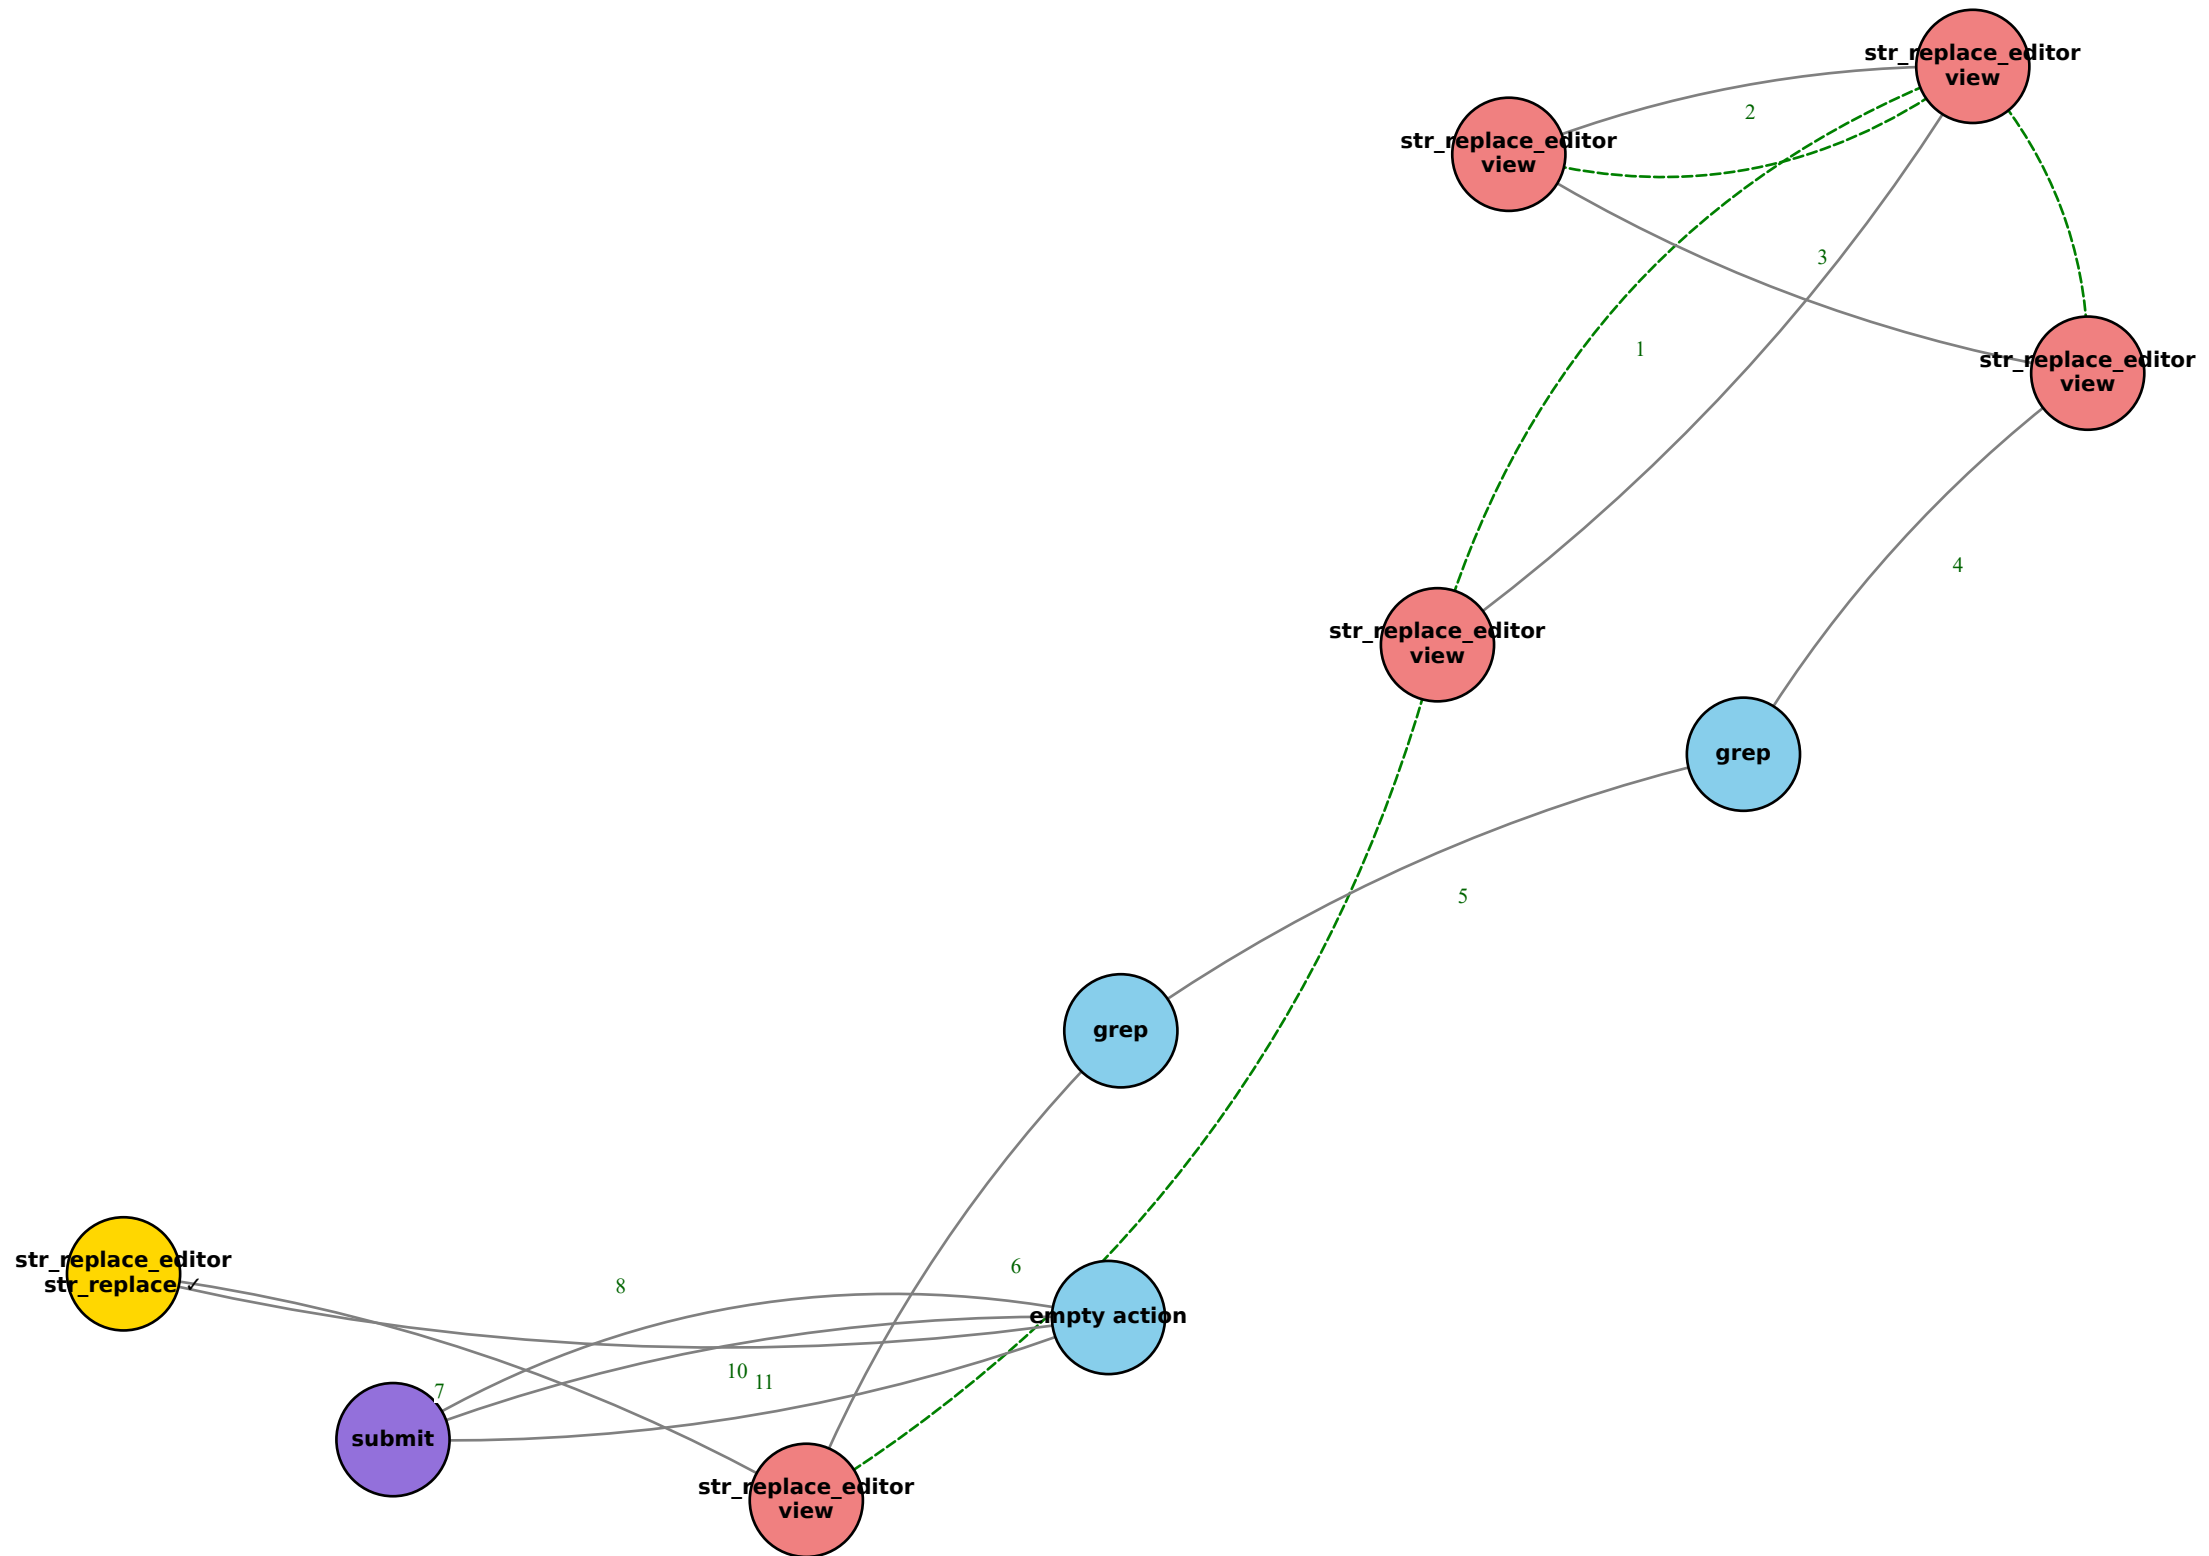 str_replace_editor
view
2
str_replace_editor
view
3
1
str_replace_editor
view
4
str_replace_editor
view
grep
5
grep
str_replace_editor
str_replace ✓
8
6
empty action
10
11
7
submit
str_replace_editor
view